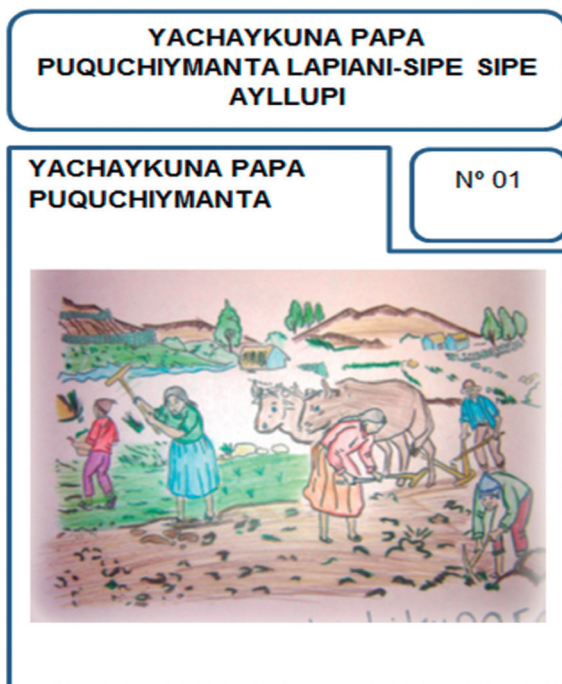 YACHAYKUNA PAPA
PUQUCHIYMANTA LAPIANI-SIPE SIPE
AYLLUPI
YACHAYKUNA PAPA
PUQUCHIYMANTA
Nº 01